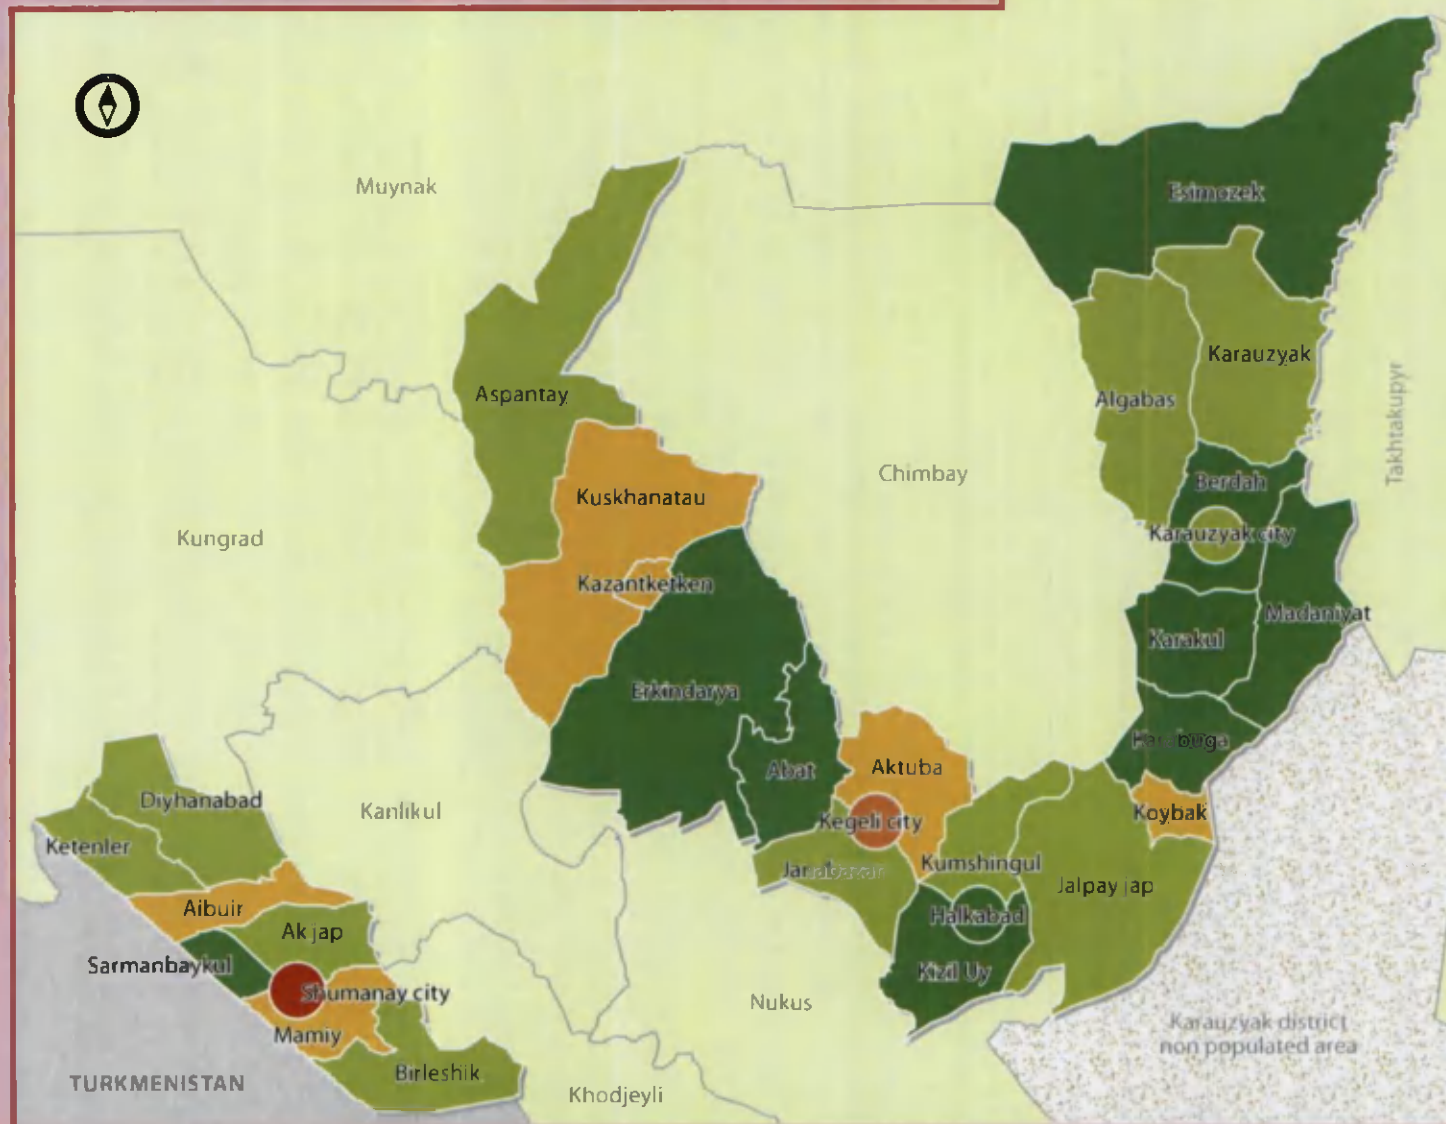 Muynak
Esimozek
Karauzyak
Takhtakupyr
Aspantay
Algabas
Chimbay
Berdah
Kuskhanatau
Kungrad
Karauzyak city
Kazantketken
Madaniyat
Karakul
Erkindarya
Karabuga
Abat
Aktuba
Diyhanabad
Kanlikul
Koybak
Kegeli city
Ketenler
Kumshingul
Jalpay jap
Aibuir
Halkabad
Ak jap
Sarmanbaykul
Kizil Uy
Shumanay city
Nukus
Mamiy
Karauzyak district
non populated area
Birleshik
TURKMENISTAN
Khodjeyli